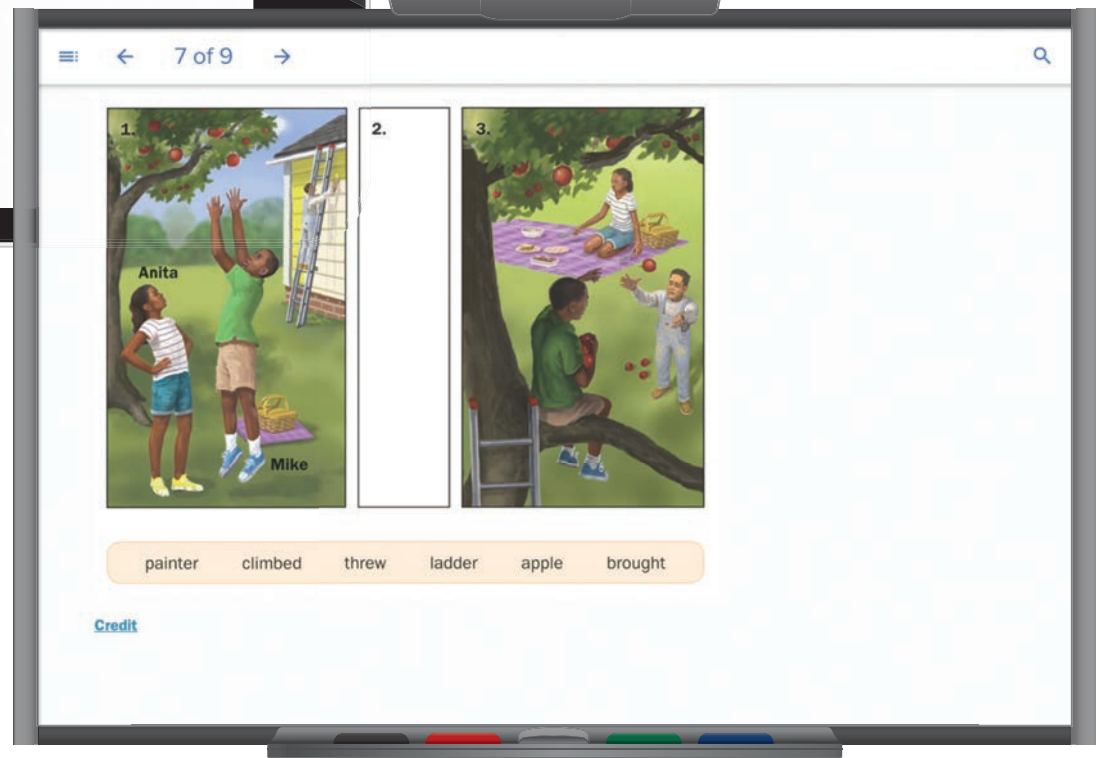 7 of 9
1.
2.
3.
Anita
Mike
painter climbed threw ladder apple brought
Credit